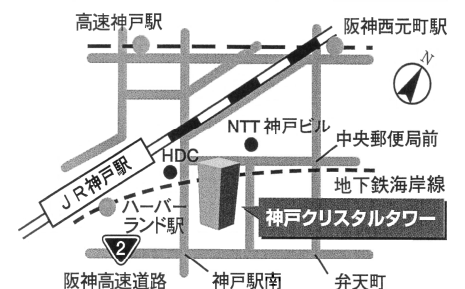 高速神戸駅
阪神西元町駅
N
NTT 神戸ビル
中央郵便局前
HDC
JR神戸駅
地下鉄海岸線
ハーバー
ランド駅
神戸クリスタルタワー
2
阪神高速道路
神戸駅南
弁天町